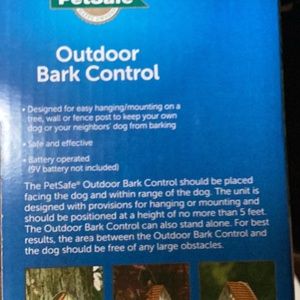 PetSafe®
Outdoor
Bark Control
• Designed for easy hanging/mounting on a
tree, wall or fence post to keep your own
dog or your neighbors' dog from barking
• Safe and effective
• Battery operated
(9V battery not included)
The PetSafe® Outdoor Bark Control should be placed
facing the dog and within range of the dog. The unit is
designed with provisions for hanging or mounting and
should be positioned at a height of no more than 5 feet.
The Outdoor Bark Control can also stand alone. For best
results, the area between the Outdoor Bark Control and
the dog should be free of any large obstacles.